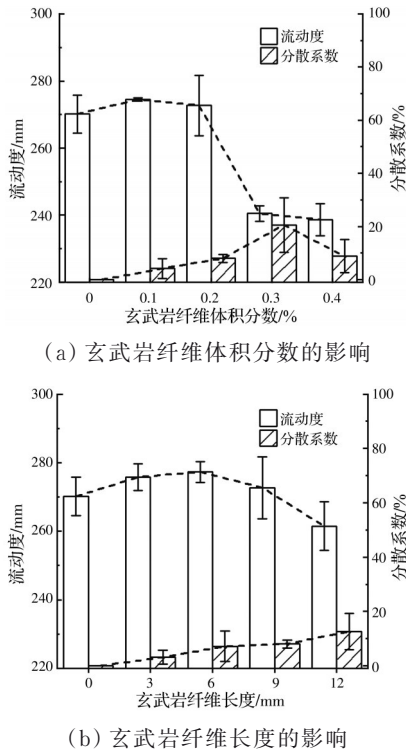 300
280
260
240
220
流动度/mm
100
80
60
40
20
0
分散系数/%
流动度
分散系数
0 0.1 0.2 0.3 0.4
玄武岩纤维体积分数/%
(a) 玄武岩纤维体积分数的影响
300
280
260
240
220
流动度/mm
100
80
60
40
20
0
分散系数/%
流动度
分散系数
0 3 6 9 12
玄武岩纤维长度/mm
(b) 玄武岩纤维长度的影响